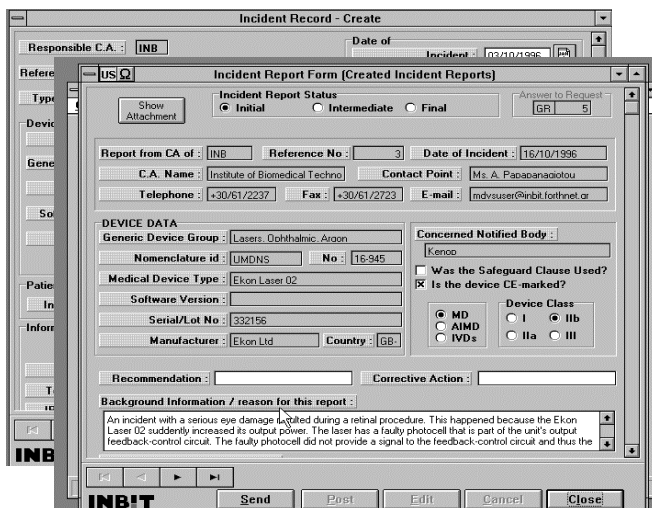 Incident Record - Create
Responsible C.A. : INB
Date of
Incident : 03/10/1996
Refere
Type
Devic
Gene
So
Patie
In
Inform
T
INB
US Ω Incident Report Form (Created Incident Reports)
Show
Attachment
Incident Report Status
Initial Intermediate Final
Answer to Request
GR 5
Report from CA of : INB Reference No : 3 Date of Incident : 16/10/1996
C.A. Name : Institute of Biomedical Techno Contact Point : Ms. A. Papapanagiotou
Telephone : +30/61/2237 Fax : +30/61/2723 E-mail : mdvsuser@inbit.forthnet.gr
DEVICE DATA
Generic Device Group : Lasers, Ophthalmic, Argon
Nomenclature id : UMDNS No : 16-945
Medical Device Type : Ekon Laser 02
Software Version :
Serial/Lot No : 332156
Manufacturer : Ekon Ltd Country : GB-
Concerned Notified Body :
Kenop
Was the Safeguard Clause Used?
Is the device CE-marked?
MD
AIMD
IVDs
Device Class
I IIb
IIa III
Recommendation : Corrective Action :
Background Information / reason for this report :
An incident with a serious eye damage resulted during a retinal procedure. This happened because the Ekon
Laser 02 suddently increased its output power. The laser has a faulty photocell that is part of the unit's output
feedback-control circuit. The faulty photocell did not provide a signal to the feedback-control circuit and thus the
INBIT Send Post Edit Cancel Close